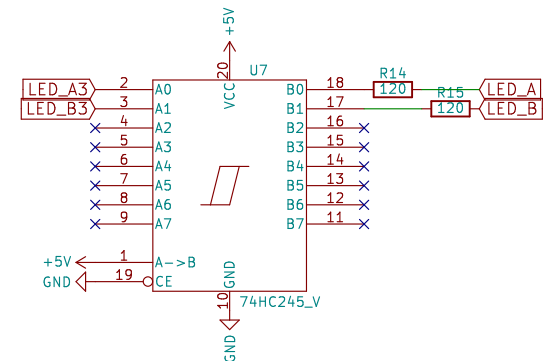 +5V
20
U7
VCC
LED_A3 2 A0 B0 18 R14 120 LED_A
LED_B3 3 A1 B1 17 R15 120 LED_B
4 A2 B2 16
5 A3 B3 15
6 A4 B4 14
7 A5 B5 13
8 A6 B6 12
9 A7 B7 11
+5V 1 A->B
GND 19 CE
GND
10
74HC245_V
GND